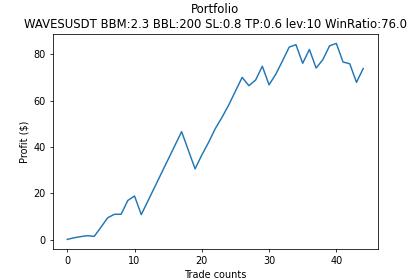 Portfolio
WAVESUSDT BBM:2.3 BBL:200 SL:0.8 TP:0.6 lev:10 WinRatio:76.0
80
60
40
20
0
Profit ($)
0 10 20 30 40
Trade counts